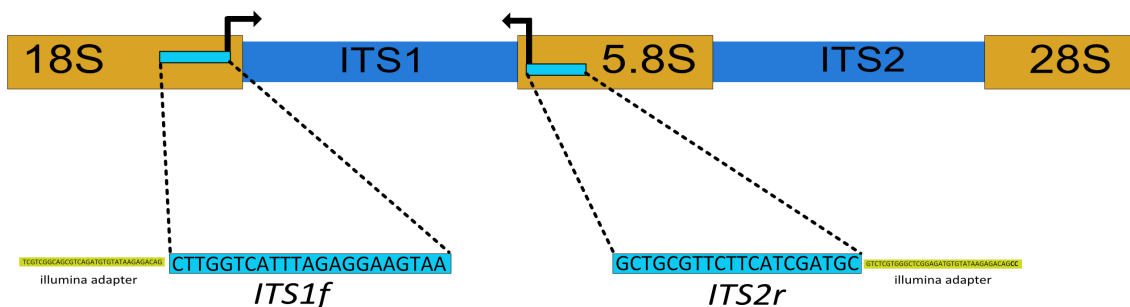 18S ITS1 5.8S ITS2 28S
TCGTCGGCAGCGTCAGATGTGTATAAGAGACAG CTTGGTCATTTAGAGGAAGTAA GCTGCGTTCTTCATCGATGC GTCTCGTGGGCTCGGAGATGTGTATAAGAGACAGCC
illumina adapter ITS1f ITS2r illumina adapter